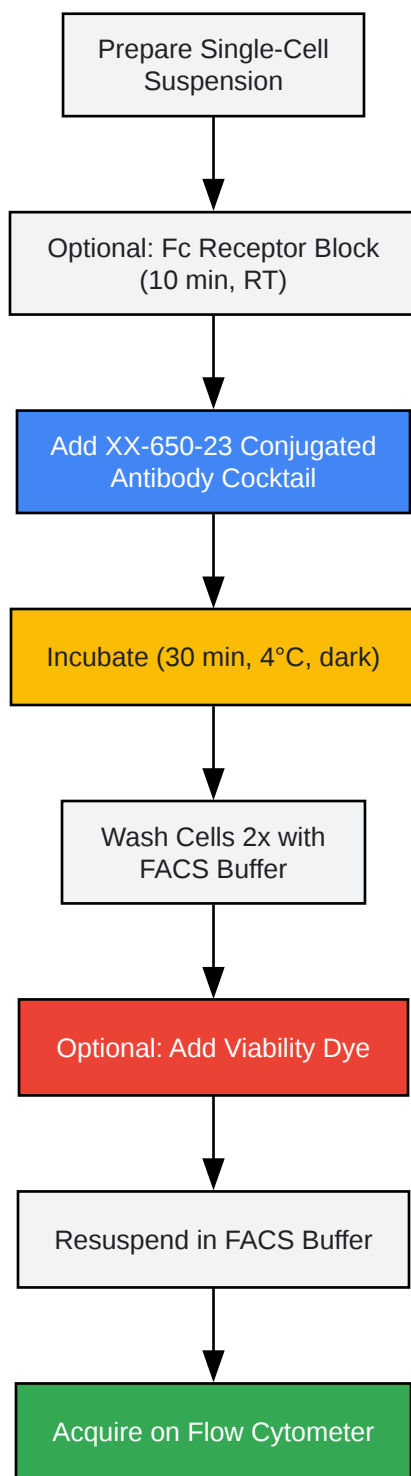 Prepare Single-Cell
Suspension
Optional: Fc Receptor Block
(10 min, RT)
Add XX-650-23 Conjugated
Antibody Cocktail
Incubate (30 min, 4°C, dark)
Wash Cells 2x with
FACS Buffer
Optional: Add Viability Dye
Resuspend in FACS Buffer
Acquire on Flow Cytometer